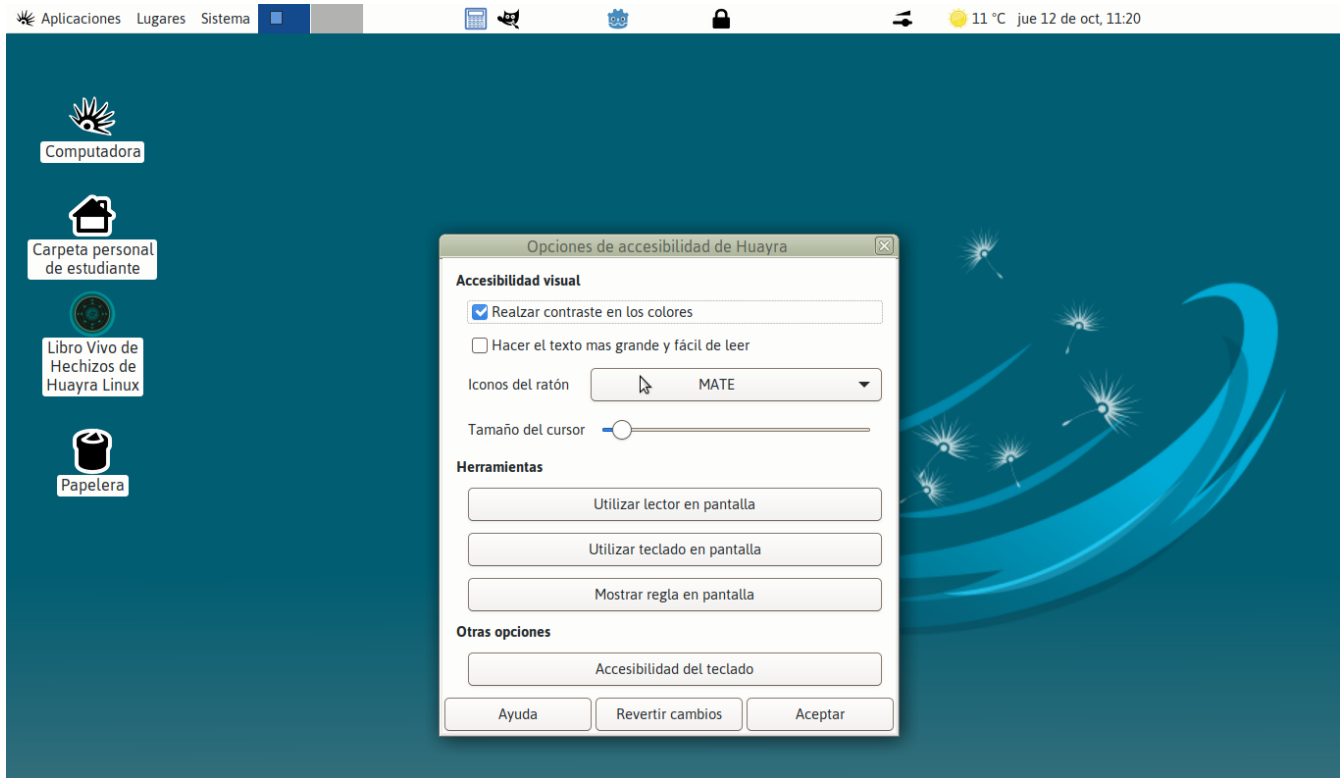 Aplicaciones Lugares Sistema 11 °C jue 12 de oct, 11:20
Computadora
Carpeta personal
de estudiante
Libro Vivo de
Hechizos de
Huayra Linux
Papelera
Opciones de accesibilidad de Huayra
Accesibilidad visual
Realzar contraste en los colores
Hacer el texto mas grande y fácil de leer
Iconos del ratón MATE
Tamaño del cursor
Herramientas
Utilizar lector en pantalla
Utilizar teclado en pantalla
Mostrar regla en pantalla
Otras opciones
Accesibilidad del teclado
Ayuda Revertir cambios Aceptar